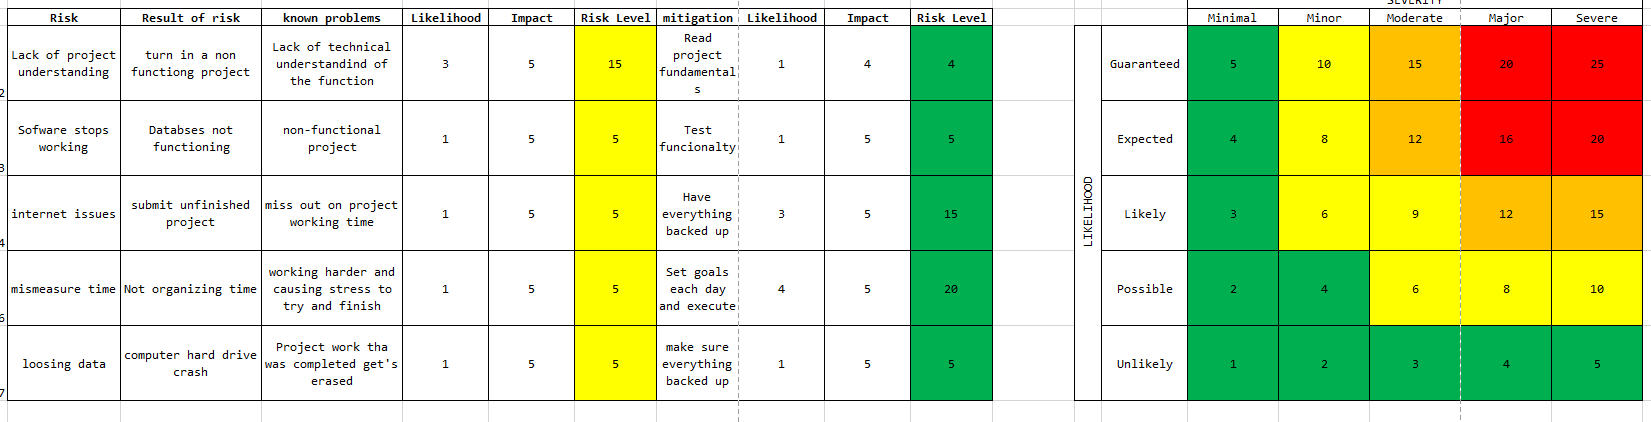 SEVERITY
Risk Result of risk known problems Likelihood Impact Risk Level mitigation Likelihood Impact Risk Level Minimal Minor Moderate Major Severe
Lack of project
understanding
turn in a non
functiong project
Lack of technical
understandind of
the function
3
5
15
Read
project
fundamental
s
1
4
4
Guaranteed
5
10
15
20
25
2
Sofware stops
working
Databses not
functioning
non-functional
project
1
5
5
Test
funcionalty
1
5
5
Expected
4
8
12
16
20
3
internet issues
submit unfinished
project
miss out on project
working time
1
5
5
Have
everything
backed up
3
5
15
LIKELIHOOD
Likely
3
6
9
12
15
4
mismeasure time
Not organizing time
working harder and
causing stress to
try and finish
1
5
5
Set goals
each day
and execute
4
5
20
Possible
2
4
6
8
10
6
loosing data
computer hard drive
crash
Project work tha
was completed get's
erased
1
5
5
make sure
everything
backed up
1
5
5
Unlikely
1
2
3
4
5
7